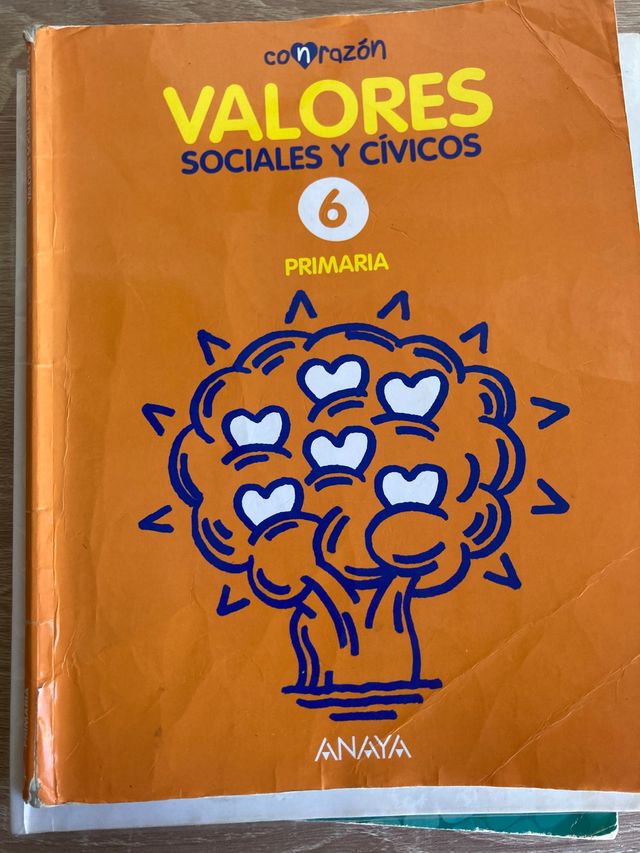 conrazón
VALORES
SOCIALES Y CÍVICOS
6
PRIMARIA
ANAYA